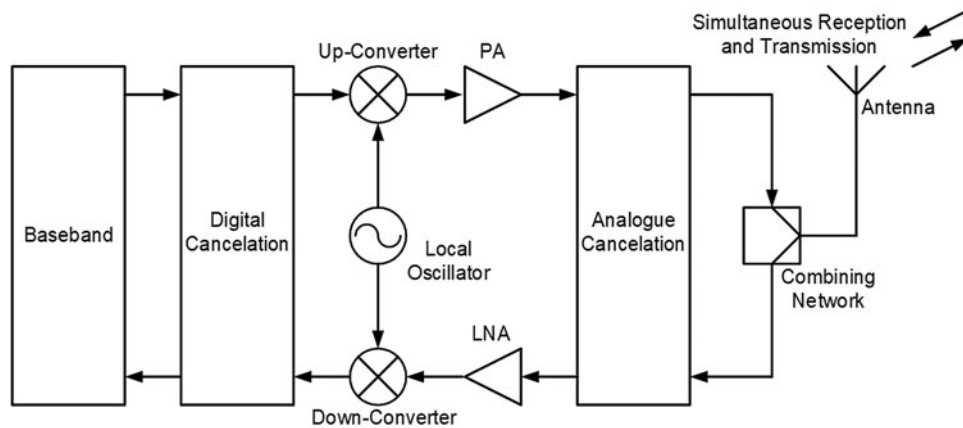 Simultaneous Reception
and Transmission
Up-Converter
PA
Antenna
Baseband
Digital
Cancelation
Local
Oscillator
Analogue
Cancelation
Combining
Network
LNA
Down-Converter